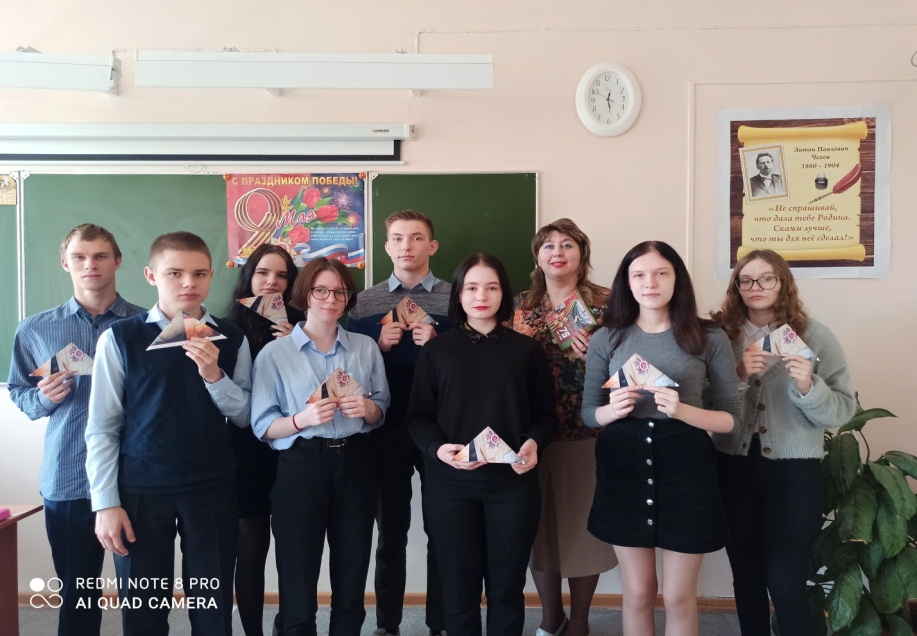 С ПРАЗДНИКОМ ПОБЕДЫ!
9 Мая
Антон Павлович
Чехов
1860 - 1904
«Не спрашивай,
что дала тебе Родина.
Скажи лучше,
что ты для неё сделал!»
REDMI NOTE 8 PRO
AI QUAD CAMERA